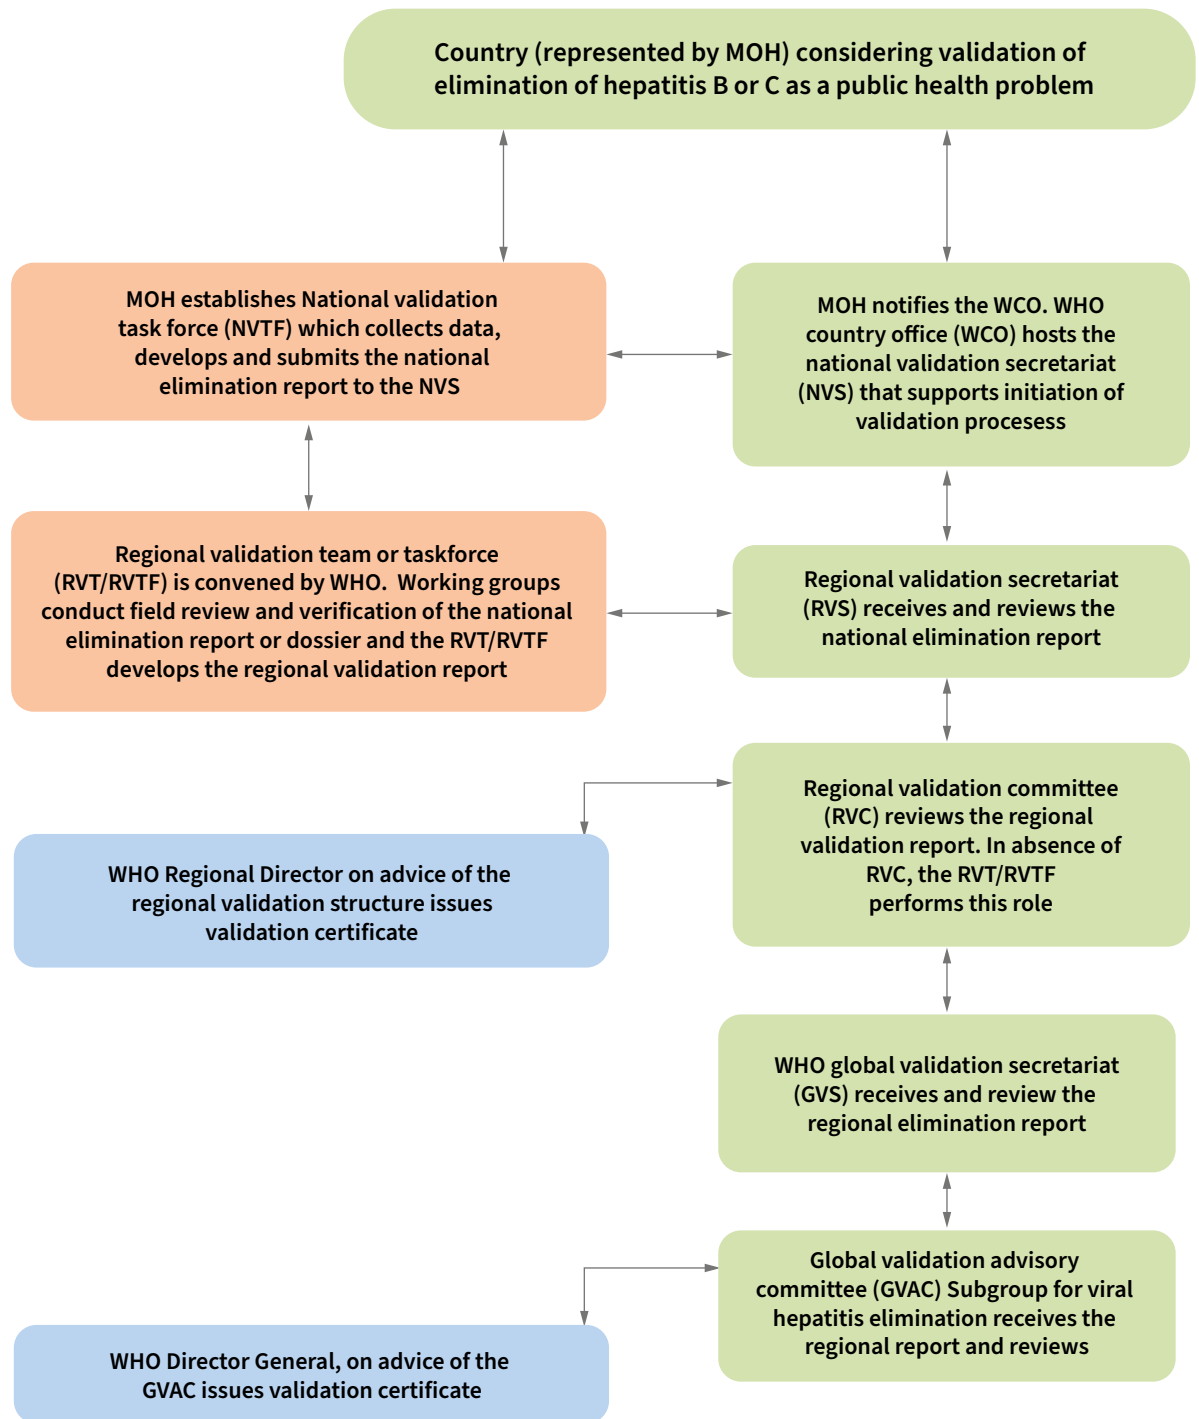 Country (represented by MOH) considering validation of
elimination of hepatitis B or C as a public health problem
MOH establishes National validation
task force (NVTF) which collects data,
develops and submits the national
elimination report to the NVS
MOH notifies the WCO. WHO
country office (WCO) hosts the
national validation secretariat
(NVS) that supports initiation of
validation procesess
Regional validation team or taskforce
(RVT/RVTF) is convened by WHO. Working groups
conduct field review and verification of the national
elimination report or dossier and the RVT/RVTF
develops the regional validation report
Regional validation secretariat
(RVS) receives and reviews the
national elimination report
Regional validation committee
(RVC) reviews the regional
validation report. In absence of
RVC, the RVT/RVTF
performs this role
WHO Regional Director on advice of the
regional validation structure issues
validation certificate
WHO global validation secretariat
(GVS) receives and review the
regional elimination report
Global validation advisory
committee (GVAC) Subgroup for viral
hepatitis elimination receives the
regional report and reviews
WHO Director General, on advice of the
GVAC issues validation certificate